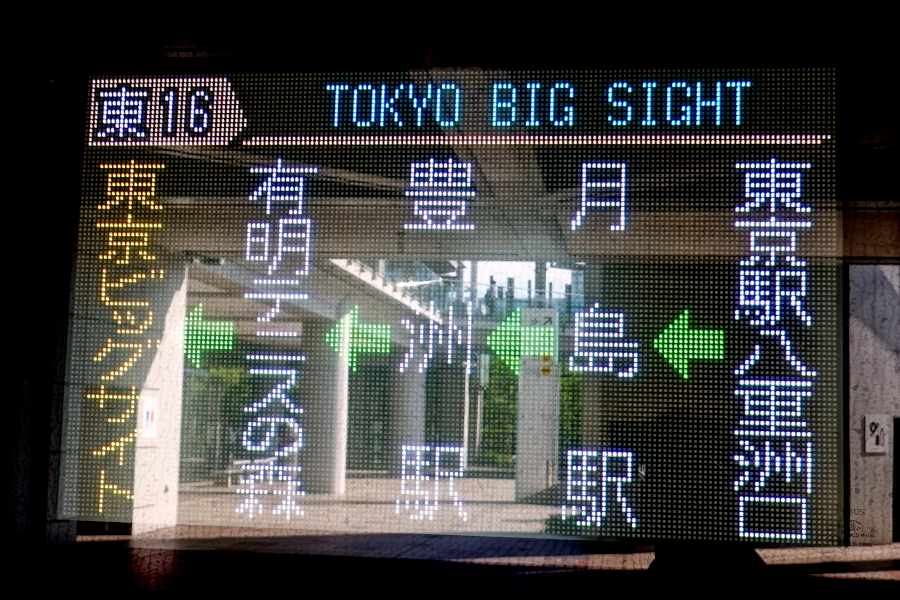 東16
TOKYO BIG SIGHT
東京駅八重洲口
月島駅
豊洲駅
有明テニスの森
東京ビッグサイト